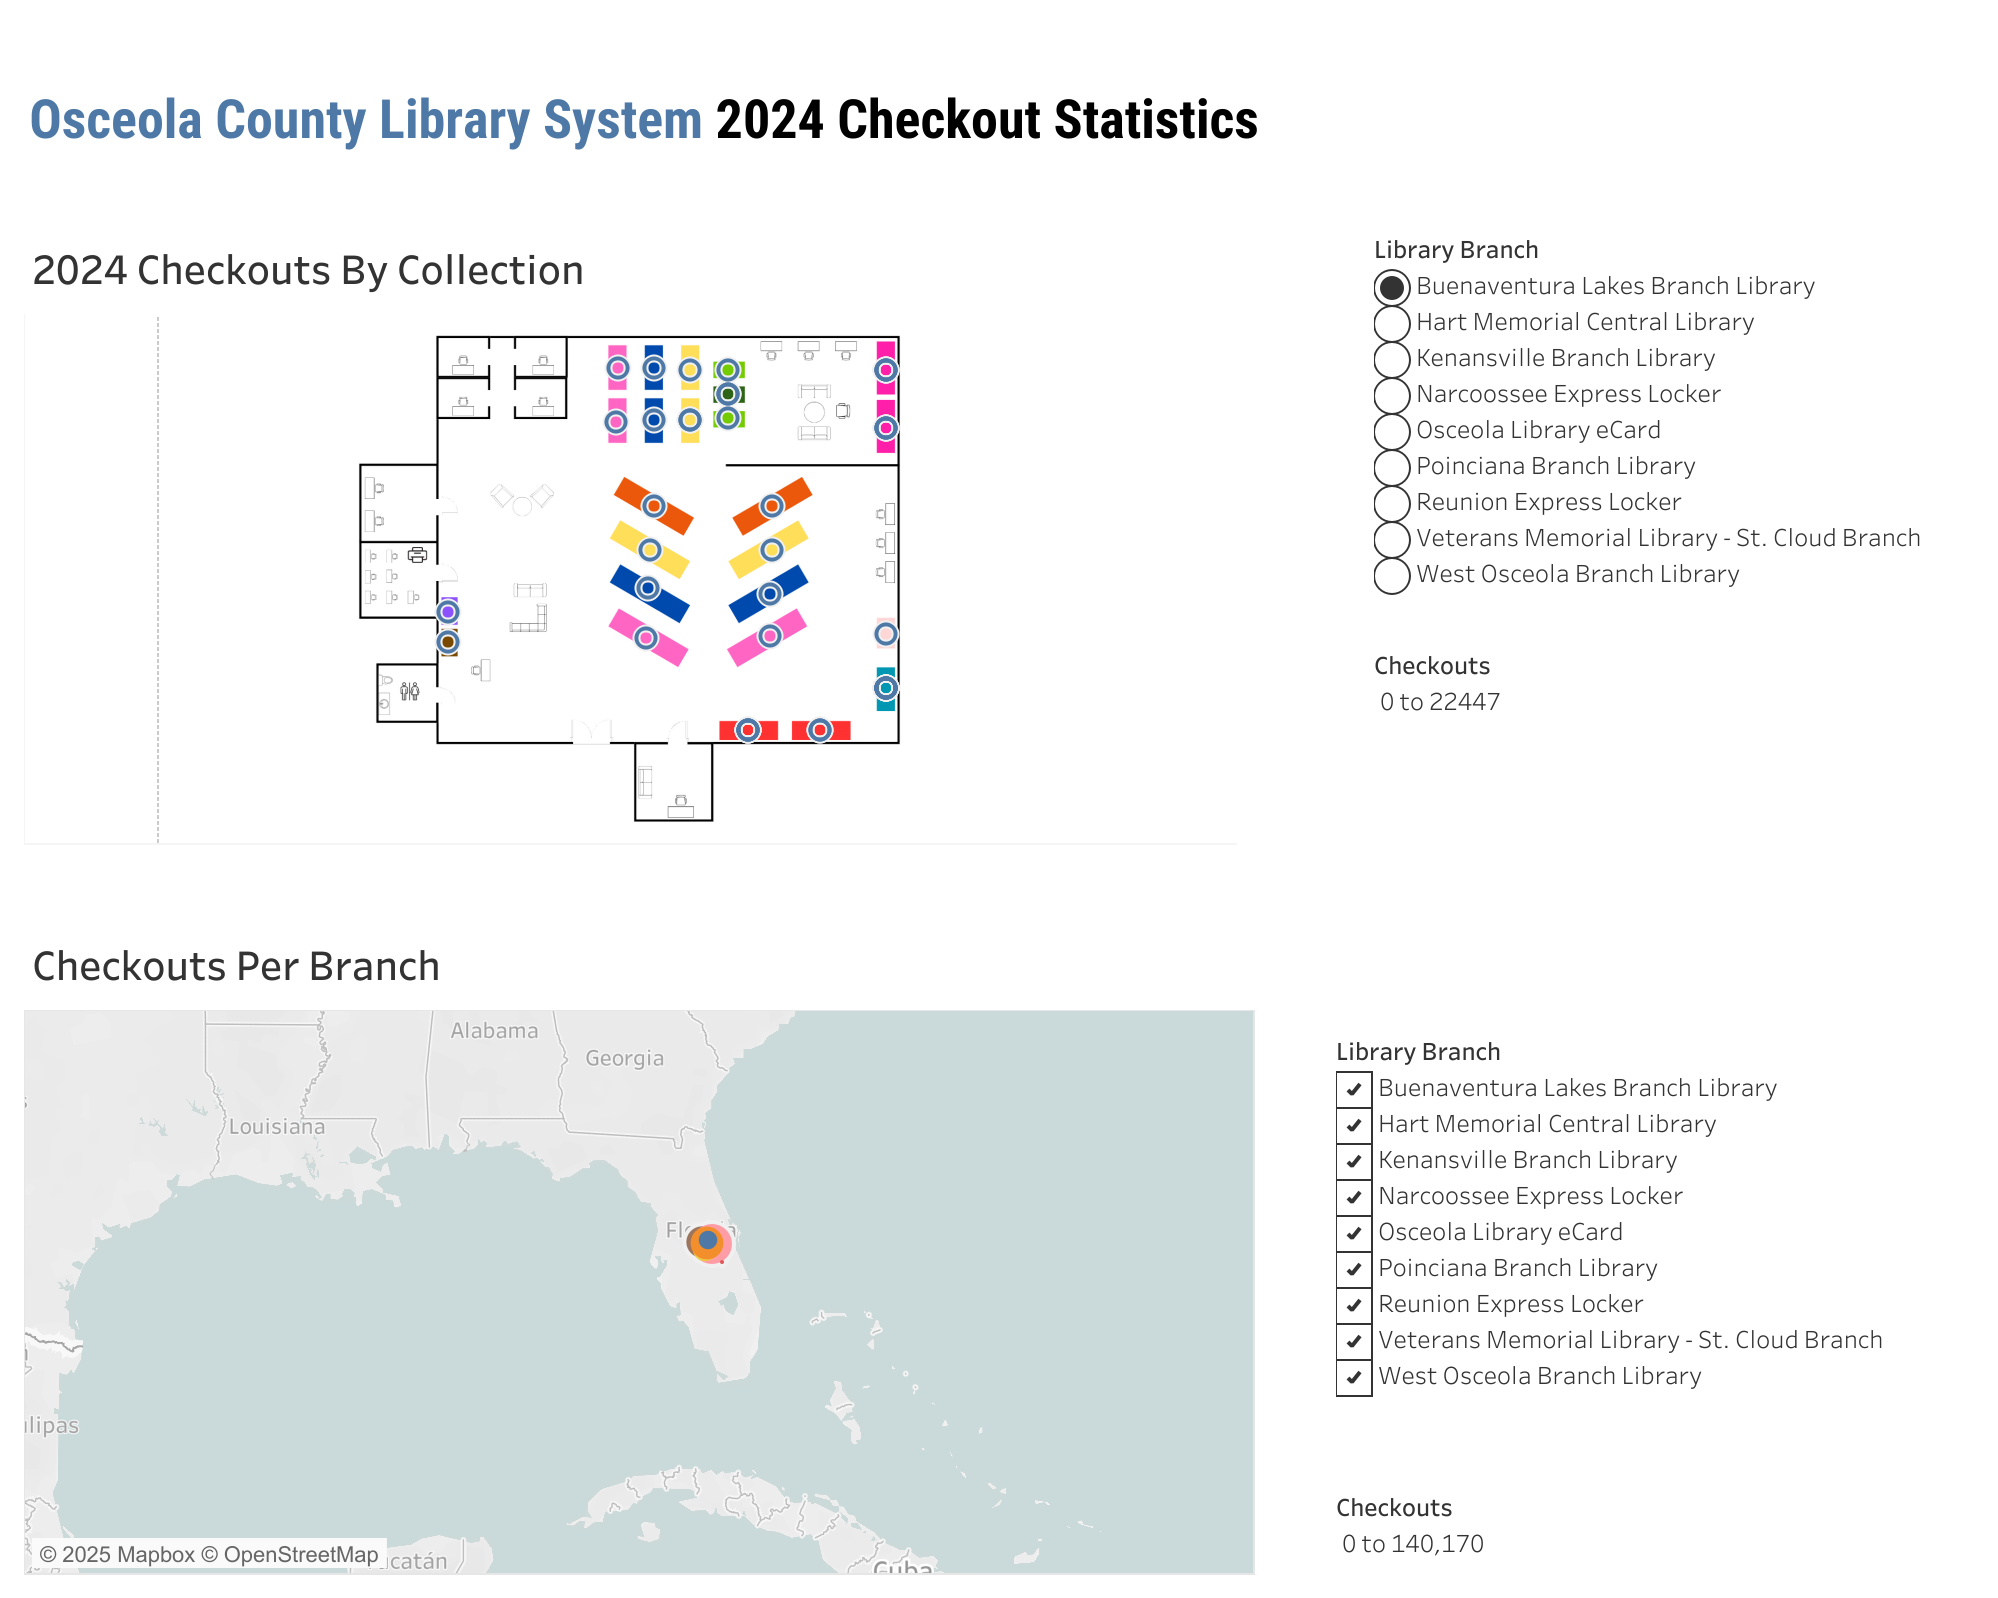 Osceola County Library System 2024 Checkout Statistics
2024 Checkouts By Collection
Library Branch
Buenaventura Lakes Branch Library
Hart Memorial Central Library
Kenansville Branch Library
Narcoossee Express Locker
Osceola Library eCard
Poinciana Branch Library
Reunion Express Locker
Veterans Memorial Library - St. Cloud Branch
West Osceola Branch Library
Checkouts
0 to 22447
Checkouts Per Branch
Alabama
Georgia
Louisiana
lipas
© 2025 Mapbox © OpenStreetMap
catán
Cuba
Library Branch
Buenaventura Lakes Branch Library
Hart Memorial Central Library
Kenansville Branch Library
Narcoossee Express Locker
Osceola Library eCard
Poinciana Branch Library
Reunion Express Locker
Veterans Memorial Library - St. Cloud Branch
West Osceola Branch Library
Checkouts
0 to 140,170